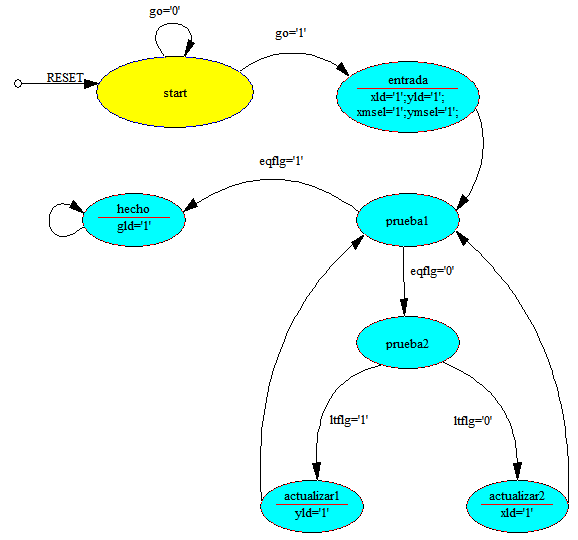 go='0'
go='1'
RESET
start
entrada
xld='1';yld='1';
xmsel='1';ymsel='1';
eqflg='1'
hecho
gld='1'
prueba1
eqflg='0'
prueba2
ltflg='1'
ltflg='0'
actualizar1
yld='1'
actualizar2
xld='1'